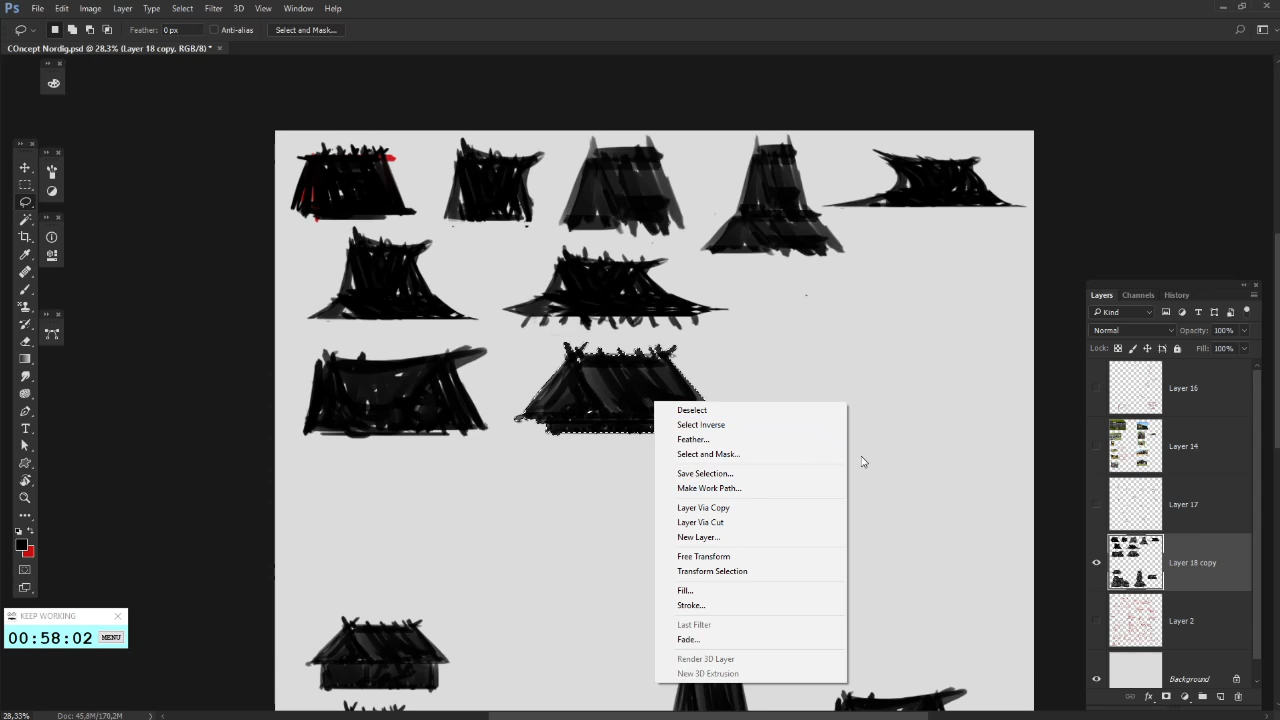 Ps File Edit Image Layer Type Select Filter 3D View Window Help
Feather: 0 px Anti-alias Select and Mask...
COncept Nordig.psd @ 28,3% (Layer 18 copy, RGB/8) *
Layers Channels History
Kind
Normal Opacity: 100%
Lock: Fill: 100%
Layer 16
Layer 14
Layer 17
Layer 18 copy
Layer 2
Background
Deselect
Select Inverse
Feather...
Select and Mask...
Save Selection...
Make Work Path...
Layer Via Copy
Layer Via Cut
New Layer...
Free Transform
Transform Selection
Fill...
Stroke...
Last Filter
Fade...
Render 3D Layer
New 3D Extrusion
KEEP WORKING
00:58:02 MENU
28,33% Doc: 45,8M/170,2M